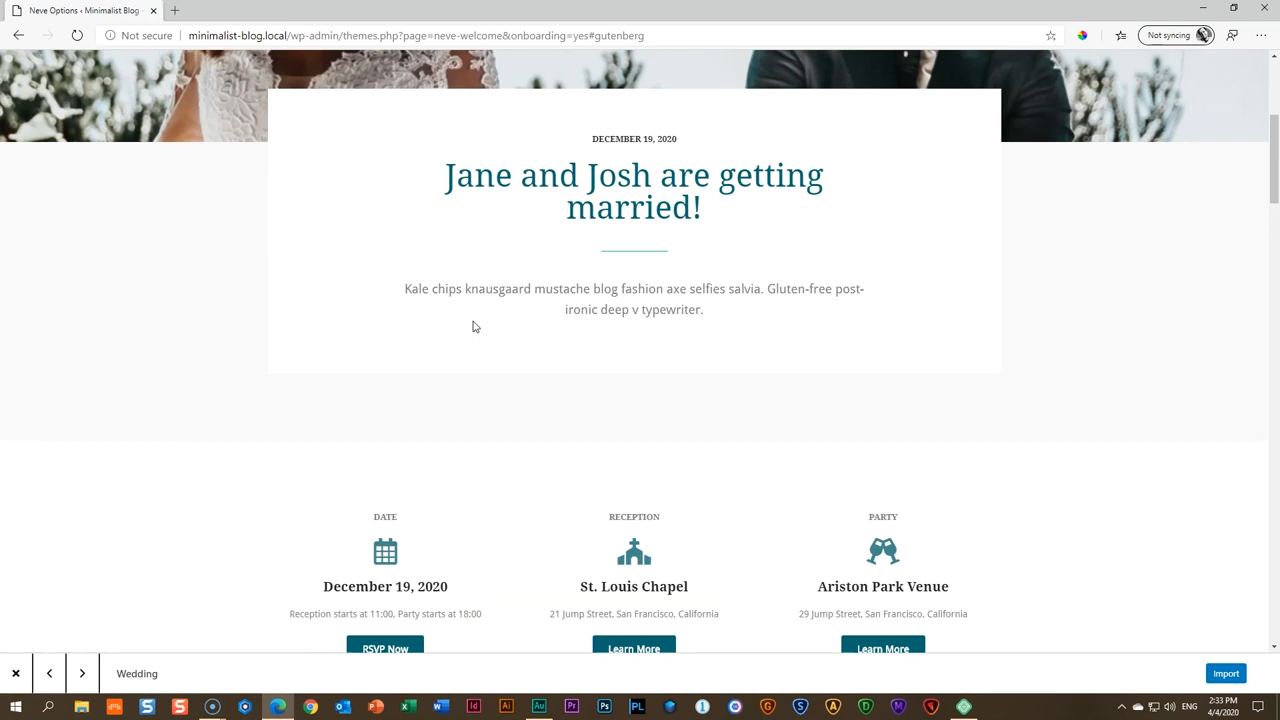 Neve Options ‹ Minimalist Blog
Not secure
minimalist-blog.local/wp-admin/themes.php?page=neve-welcome&onboarding=yes#gutenberg
Not syncing
DECEMBER 19, 2020
Jane and Josh are getting
married!
Kale chips knausgaard mustache blog fashion axe selfies salvia. Gluten-free post-
ironic deep v typewriter.
DATE
RECEPTION
PARTY
December 19, 2020
St. Louis Chapel
Ariston Park Venue
Reception starts at 11:00, Party starts at 18:00
21 Jump Street, San Francisco, California
29 Jump Street, San Francisco, California
RSVP Now
Learn More
Learn More
Wedding
Import
2:33 PM
4/4/2020